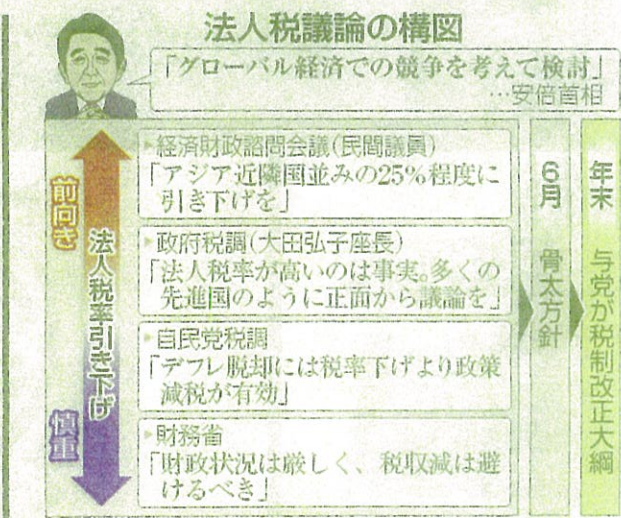 法人税議論の構図
「グローバル経済での競争を考えて検討」
…安倍首相
前向き
法人税率引き下げ
慎重
経済財政諮問会議(民間議員)
「アジア近隣国並みの25%程度に
引き下げを」
政府税調(大田弘子座長)
「法人税率が高いのは事実。多くの
先進国のように正面から議論を」
自民党税調
「デフレ脱却には税率下げより政策
減税が有効」
財務省
「財政状況は厳しく、税収減は避
けるべき」
6月 骨太方針
年末 与党が税制改正大綱